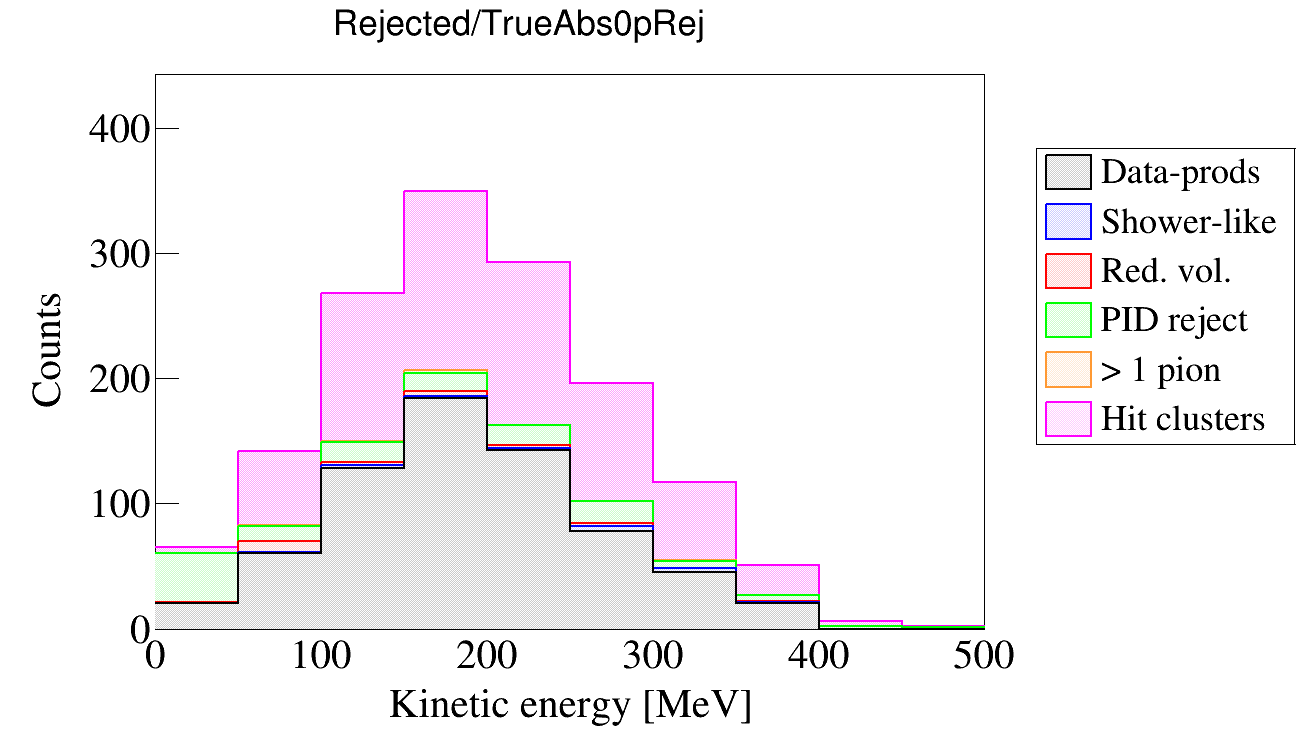 Rejected/TrueAbs0pRej
400
300
200
100
0
Counts
0 100 200 300 400 500
Kinetic energy [MeV]
Data-prods
Shower-like
Red. vol.
PID reject
> 1 pion
Hit clusters